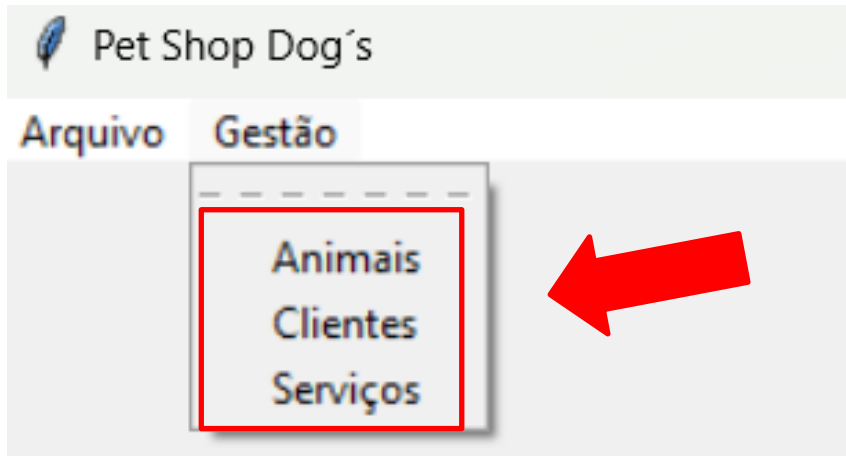 Pet Shop Dog´s
Arquivo Gestão
Animais
Clientes
Serviços